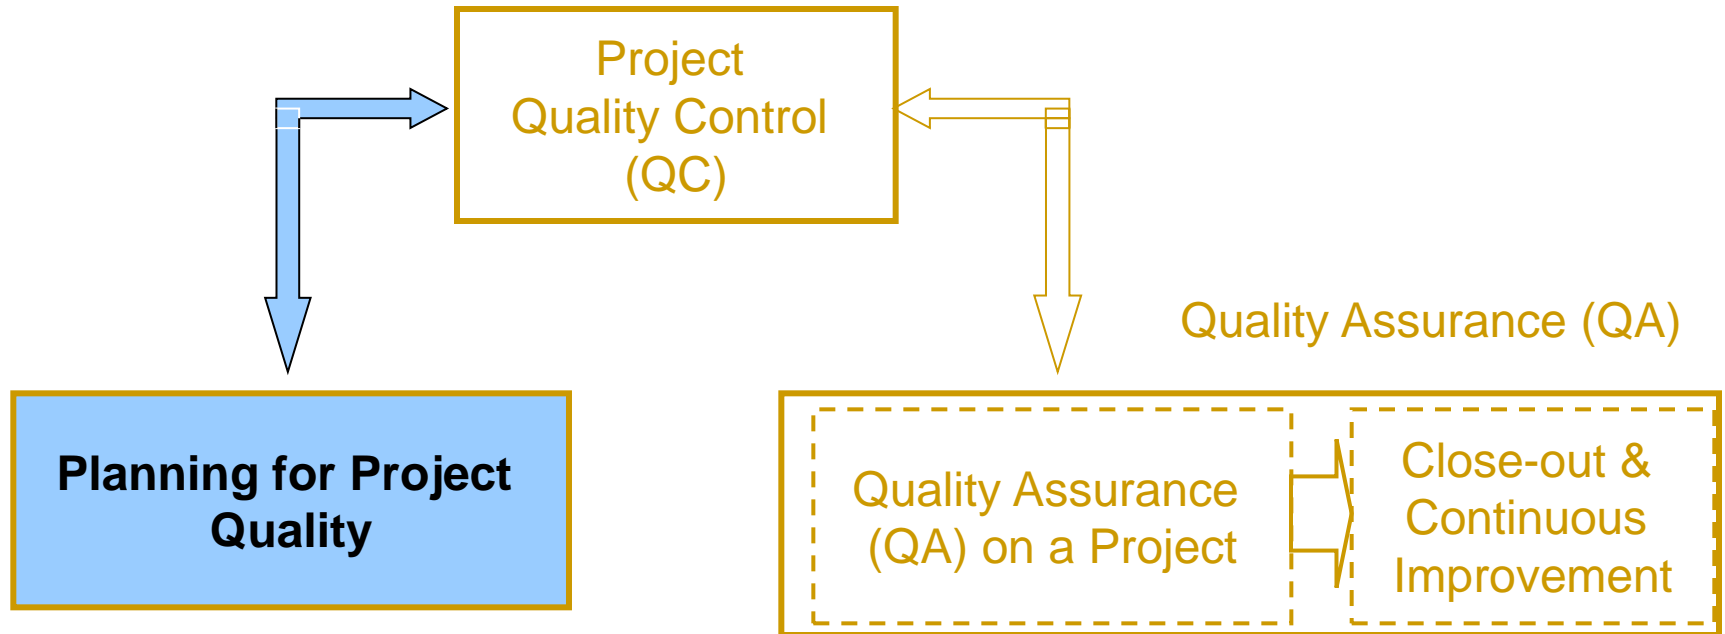 Project
Quality Control
(QC)
Quality Assurance (QA)
Planning for Project
Quality
Quality Assurance
(QA) on a Project
Close-out &
Continuous
Improvement